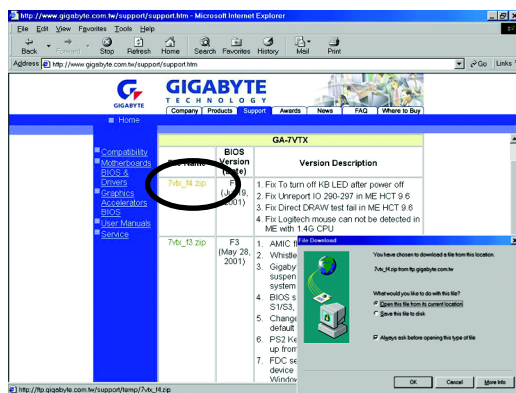 http://www.gigabyte.com.tw/support/support.htm - Microsoft Internet Explorer
File Edit View Favorites Tools Help
Back Forward Stop Refresh Home Search Favorites History Mail Print
Address http://www.gigabyte.com.tw/support/support.htm Go Links
GIGABYTE
GIGABYTE
TECHNOLOGY
Company Products Support Awards News FAQ Where to Buy
Home
Compatibility
Motherboards
BIOS &
Drivers
Graphics
Accelerators
BIOS
User Manuals
Service
GA-7VTX
BIOS
Version
(Date)
Version Description
7vtx_f4.zip
2001)
1. Fix To turn off KB LED after power off
2. Fix Unreport IO 290-297 in ME HCT 9.6
3. Fix Direct DRAW test fail in ME HCT 9.6
4. Fix Logitech mouse can not be detected in
ME with 1.4G CPU
7vtx_f3.zip
F3
(May 28,
2001)
1. AMIC f
2. Whistle
3. Gigaby
suspen
system
4. BIOS s
S1/S3,
5. Change
default
6. PS2 Ke
up from
7. FDC se
device
Window
File Download
You have chosen to download a file from this location.
7vtx_f4.zip from ftp.gigabyte.com.tw
What would you like to do with this file?
Open this file from its current location
Save this file to disk
Always ask before opening this type of file
OK Cancel More Info
http://ftp.gigabyte.com.tw/support/temp/7vtx_f4.zip